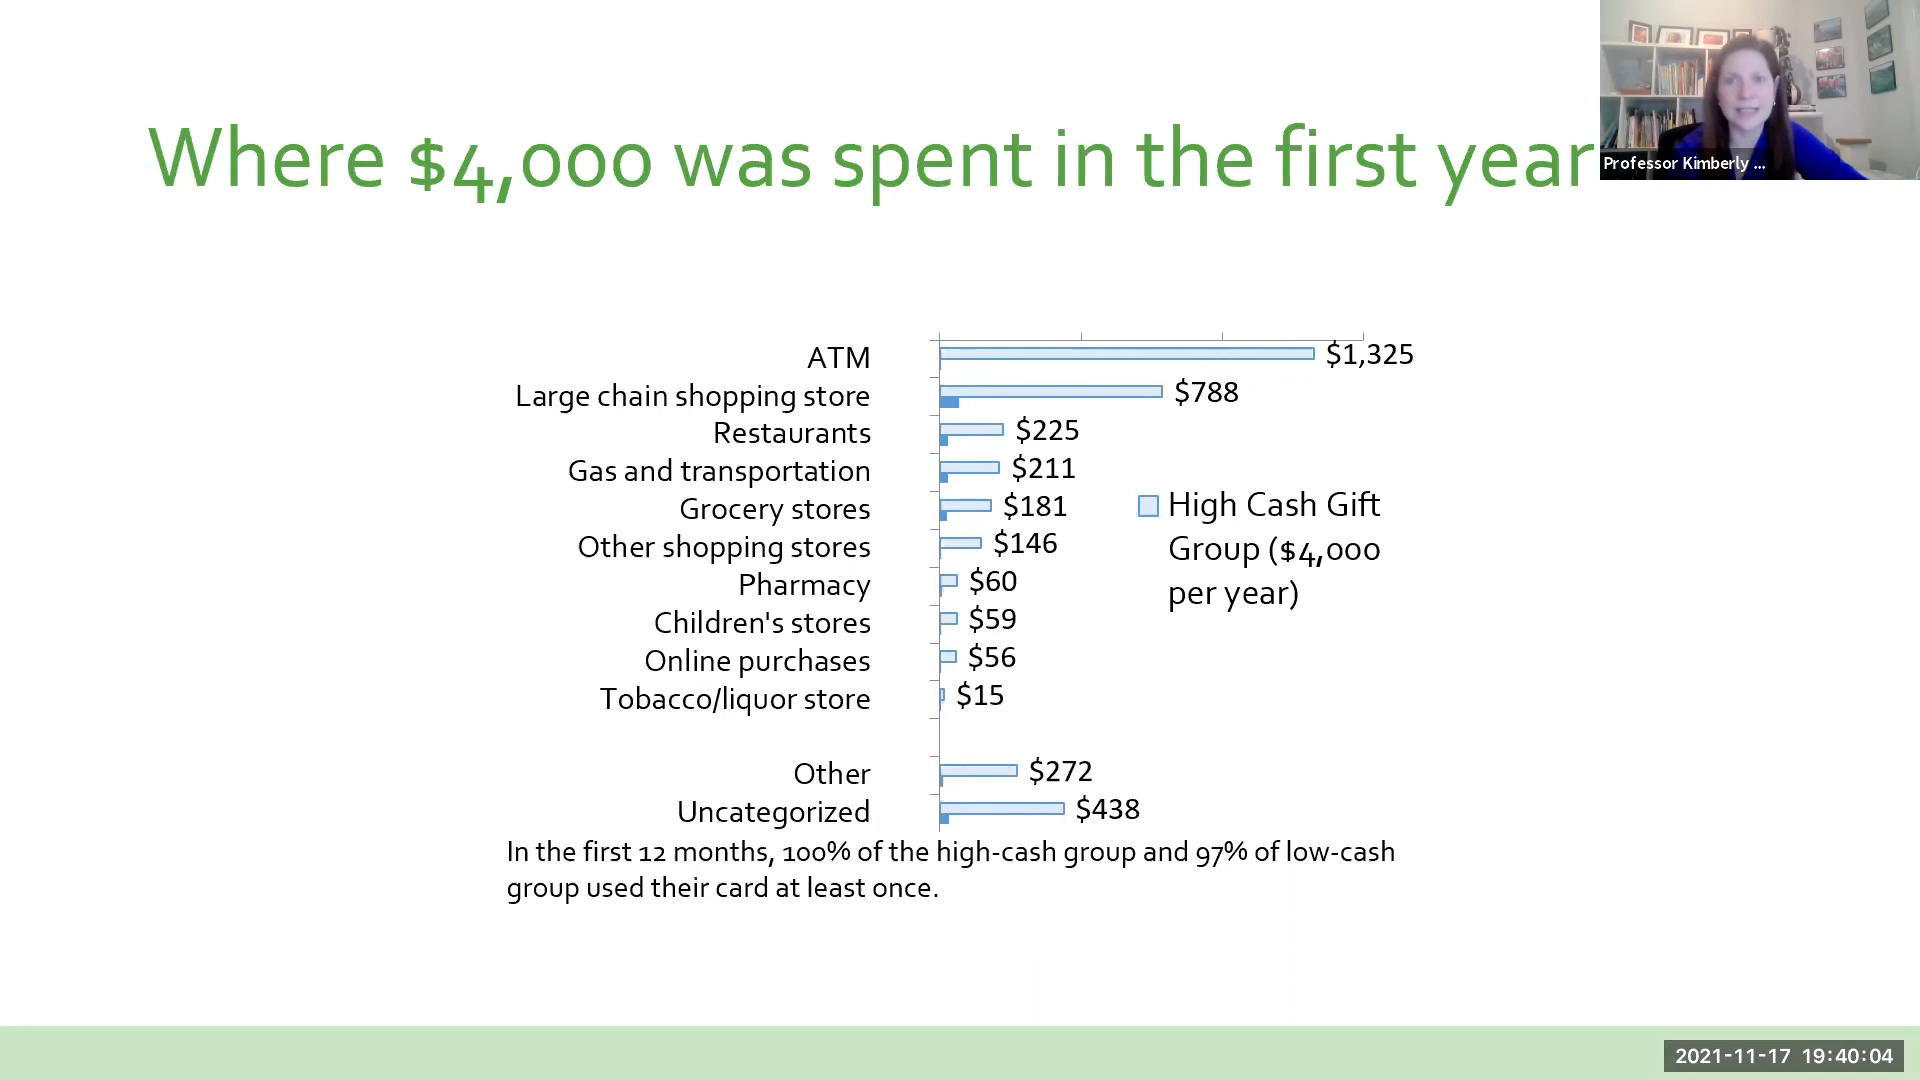 Where $4,000 was spent in the first year
Professor Kimberly ...
ATM $1,325
Large chain shopping store $788
Restaurants $225
Gas and transportation $211
Grocery stores $181
Other shopping stores $146
Pharmacy $60
Children's stores $59
Online purchases $56
Tobacco/liquor store $15
Other $272
Uncategorized $438
High Cash Gift
Group ($4,000
per year)
In the first 12 months, 100% of the high-cash group and 97% of low-cash
group used their card at least once.
2021-11-17 19:40:04